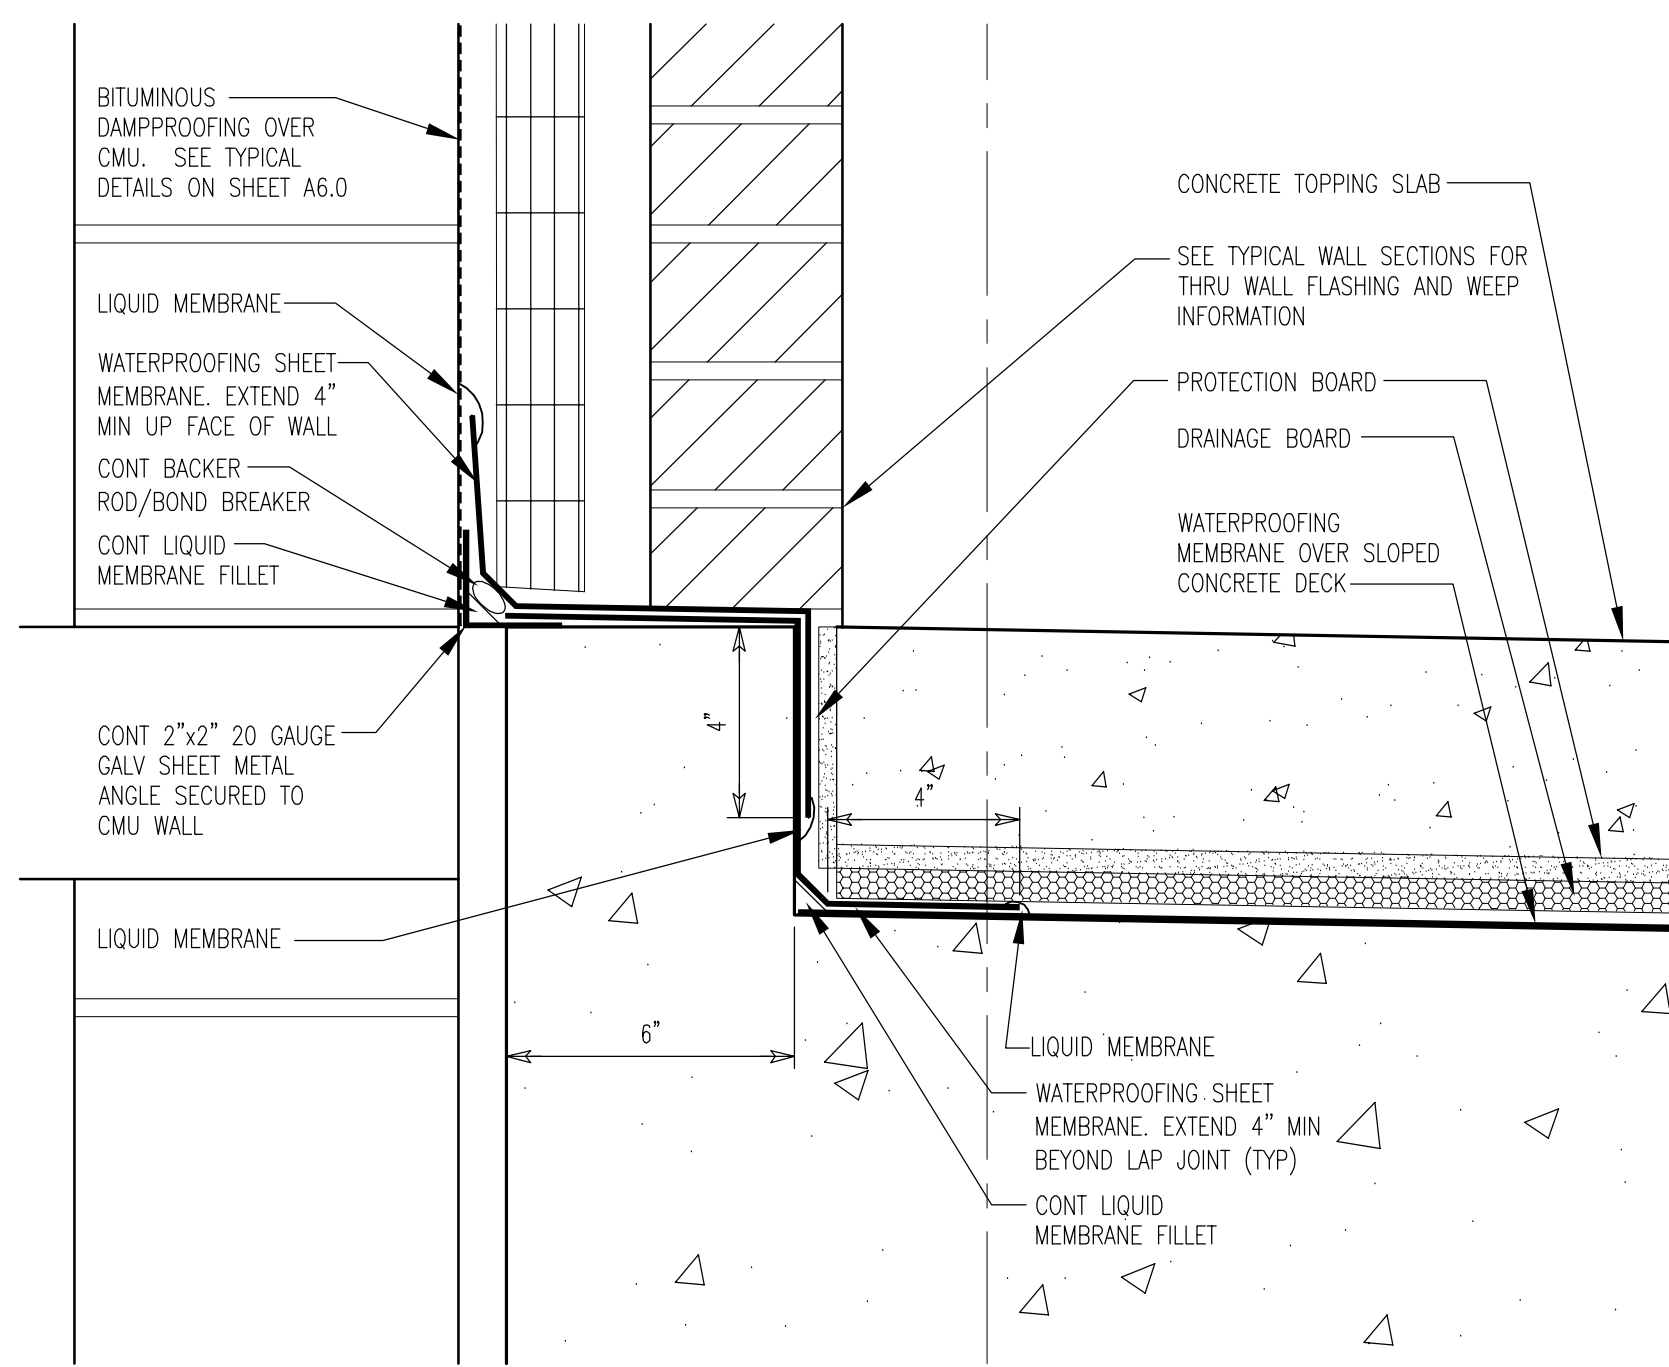 BITUMINOUS
DAMPPROOFING OVER
CMU. SEE TYPICAL
DETAILS ON SHEET A6.0
LIQUID MEMBRANE
WATERPROOFING SHEET
MEMBRANE. EXTEND 4"
MIN UP FACE OF WALL
CONT BACKER
ROD/BOND BREAKER
CONT LIQUID
MEMBRANE FILLET
CONT 2"x2" 20 GAUGE
GALV SHEET METAL
ANGLE SECURED TO
CMU WALL
LIQUID MEMBRANE
4"
4"
6"
CONCRETE TOPPING SLAB
SEE TYPICAL WALL SECTIONS FOR
THRU WALL FLASHING AND WEEP
INFORMATION
PROTECTION BOARD
DRAINAGE BOARD
WATERPROOFING
MEMBRANE OVER SLOPED
CONCRETE DECK
LIQUID MEMBRANE
WATERPROOFING SHEET
MEMBRANE. EXTEND 4" MIN
BEYOND LAP JOINT (TYP)
CONT LIQUID
MEMBRANE FILLET